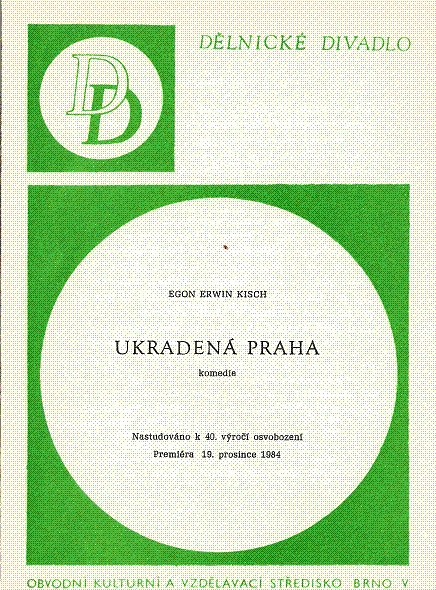 DD
DĚLNICKÉ DIVADLO
EGON ERWIN KISCH
UKRADENÁ PRAHA
komedie
Nastudováno k 40. výročí osvobození
Premiéra 19. prosince 1984
OBVODNÍ KULTURNÍ A VZDĚLAVACÍ STŘEDISKO BRNO V